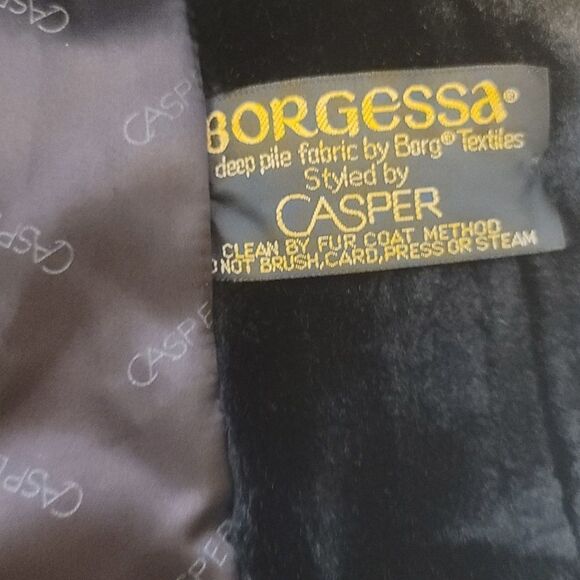 BORGESSA®
deep pile fabric by Borg® Textiles
Styled by
CASPER
CLEAN BY FUR COAT METHOD
NOT BRUSH, CARD, PRESS OR STEAM
CASPER
CASPER
CASPER
CASPER
CASPER